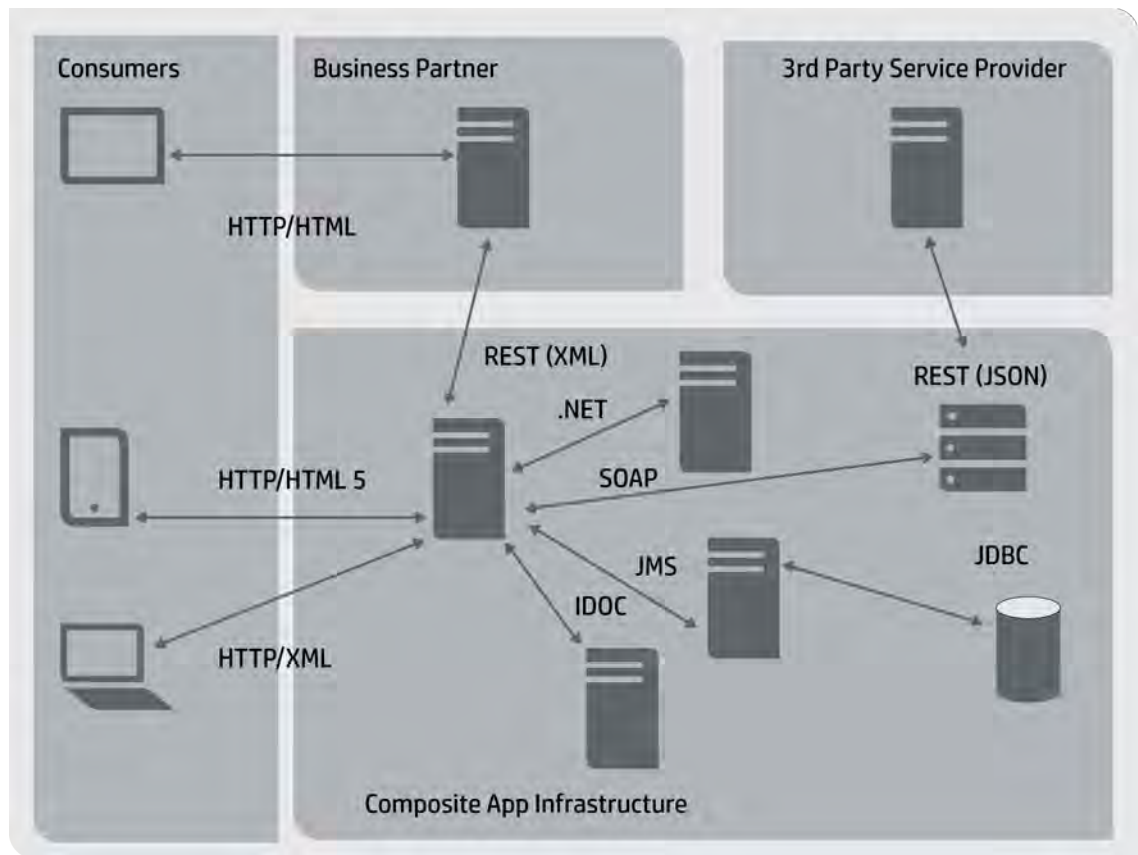 Consumers
Business Partner
3rd Party Service Provider
HTTP/HTML
REST (XML)
REST (JSON)
.NET
HTTP/HTML 5
SOAP
JMS
JDBC
IDOC
HTTP/XML
Composite App Infrastructure